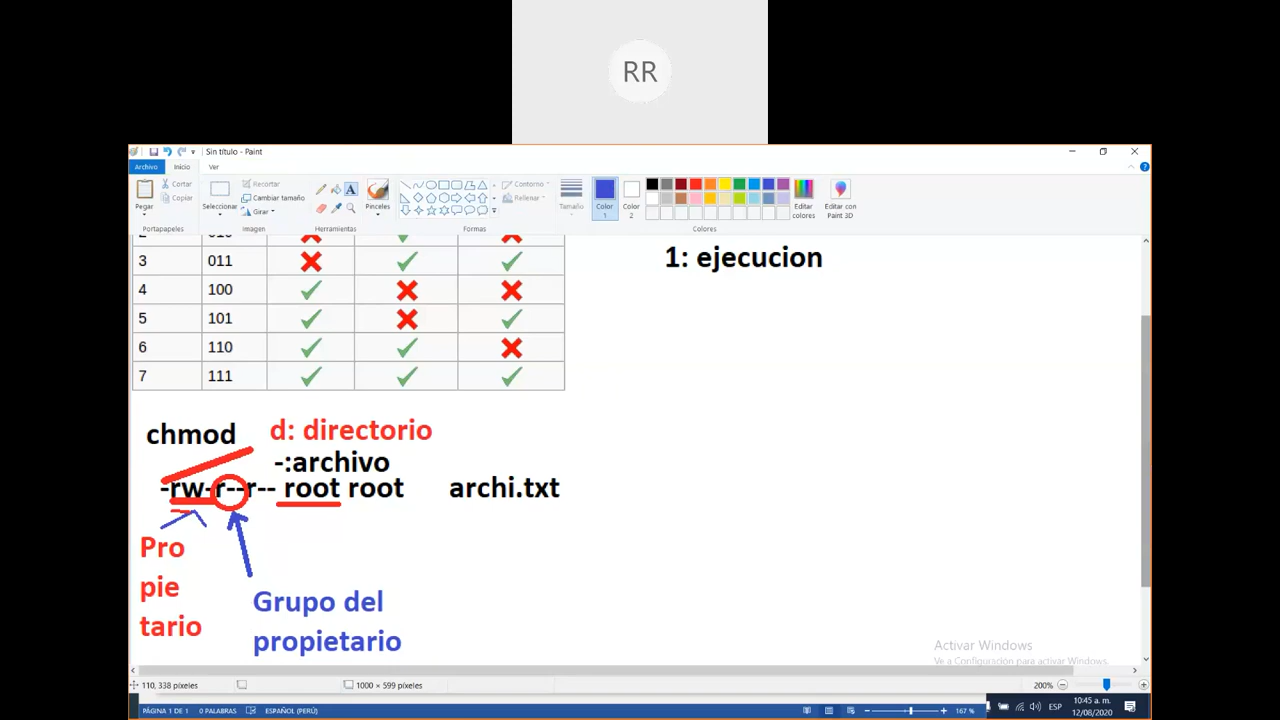 RR
Sin título - Paint
Archivo
Inicio
Ver
Pegar
Cortar
Copiar
Portapapeles
Seleccionar
Recortar
Cambiar tamaño
Girar
Imagen
A
Herramientas
Pinceles
Contorno
Rellenar
Formas
Tamaño
Color 1
Color 2
Editar colores
Editar con Paint 3D
Colores
1: ejecucion
3 011
4 100
5 101
6 110
7 111
chmod
d: directorio
-:archivo
-rw-r--r-- root root archi.txt
Pro
pie
tario
Grupo del
propietario
Activar Windows
Ve a Configuración para activar Windows.
110, 338 píxeles
1000 × 599 píxeles
200%
PÁGINA 1 DE 1
0 PALABRAS
ESPAÑOL (PERÚ)
167 %
ESP
10:45 a. m.
12/08/2020